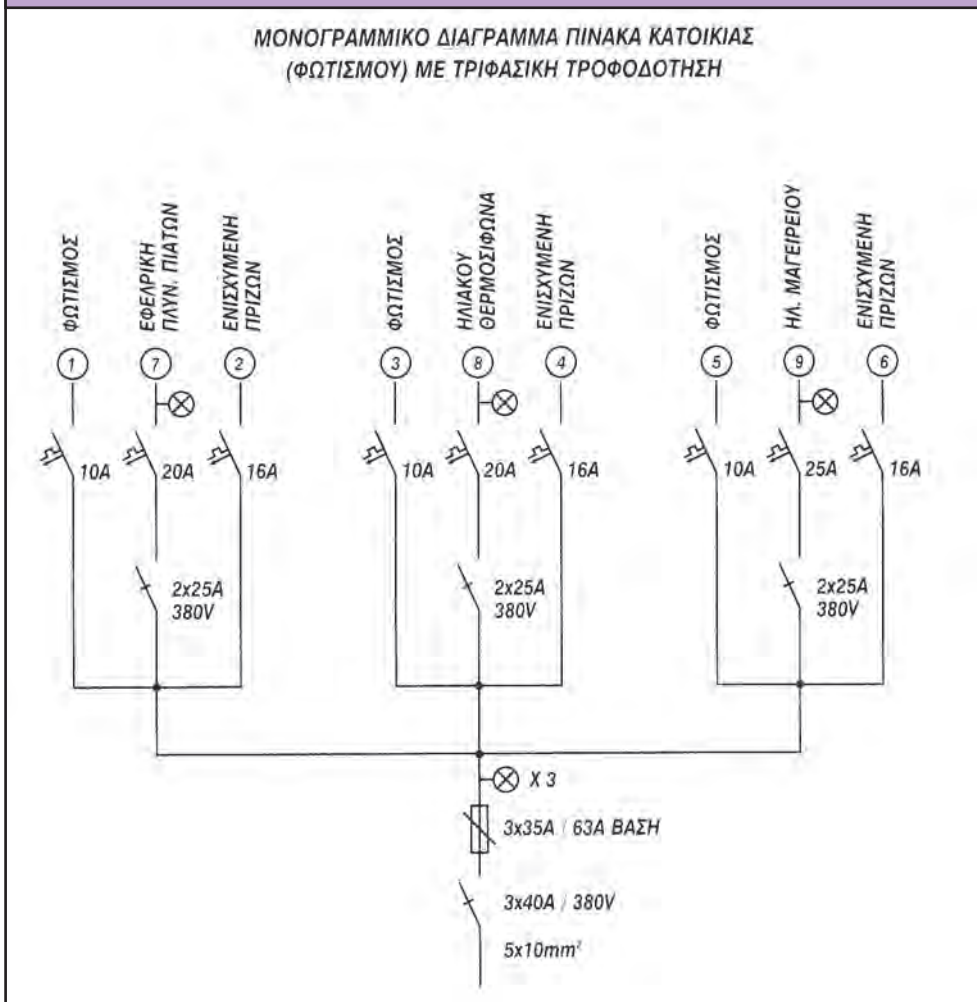 ΜΟΝΟΓΡΑΜΜΙΚΟ ΔΙΑΓΡΑΜΜΑ ΠΙΝΑΚΑ ΚΑΤΟΙΚΙΑΣ
(ΦΩΤΙΣΜΟΥ) ΜΕ ΤΡΙΦΑΣΙΚΗ ΤΡΟΦΟΔΟΤΗΣΗ
ΦΩΤΙΣΜΟΣ
ΕΦΕΔΡΙΚΗ
ΠΛΥΝ. ΠΙΑΤΩΝ
ΕΝΙΣΧΥΜΕΝΗ
ΠΡΙΖΩΝ
ΦΩΤΙΣΜΟΣ
ΗΛΙΑΚΟΥ
ΘΕΡΜΟΣΙΦΩΝΑ
ΕΝΙΣΧΥΜΕΝΗ
ΠΡΙΖΩΝ
ΦΩΤΙΣΜΟΣ
ΗΛ. ΜΑΓΕΙΡΕΙΟΥ
ΕΝΙΣΧΥΜΕΝΗ
ΠΡΙΖΩΝ
1 7 2 3 8 4 5 9 6
10A 20A 16A 10A 20A 16A 10A 25A 16A
2x25A 2x25A 2x25A
380V 380V 380V
X 3
3x35A / 63A ΒΑΣΗ
3x40A / 380V
5x10mm²